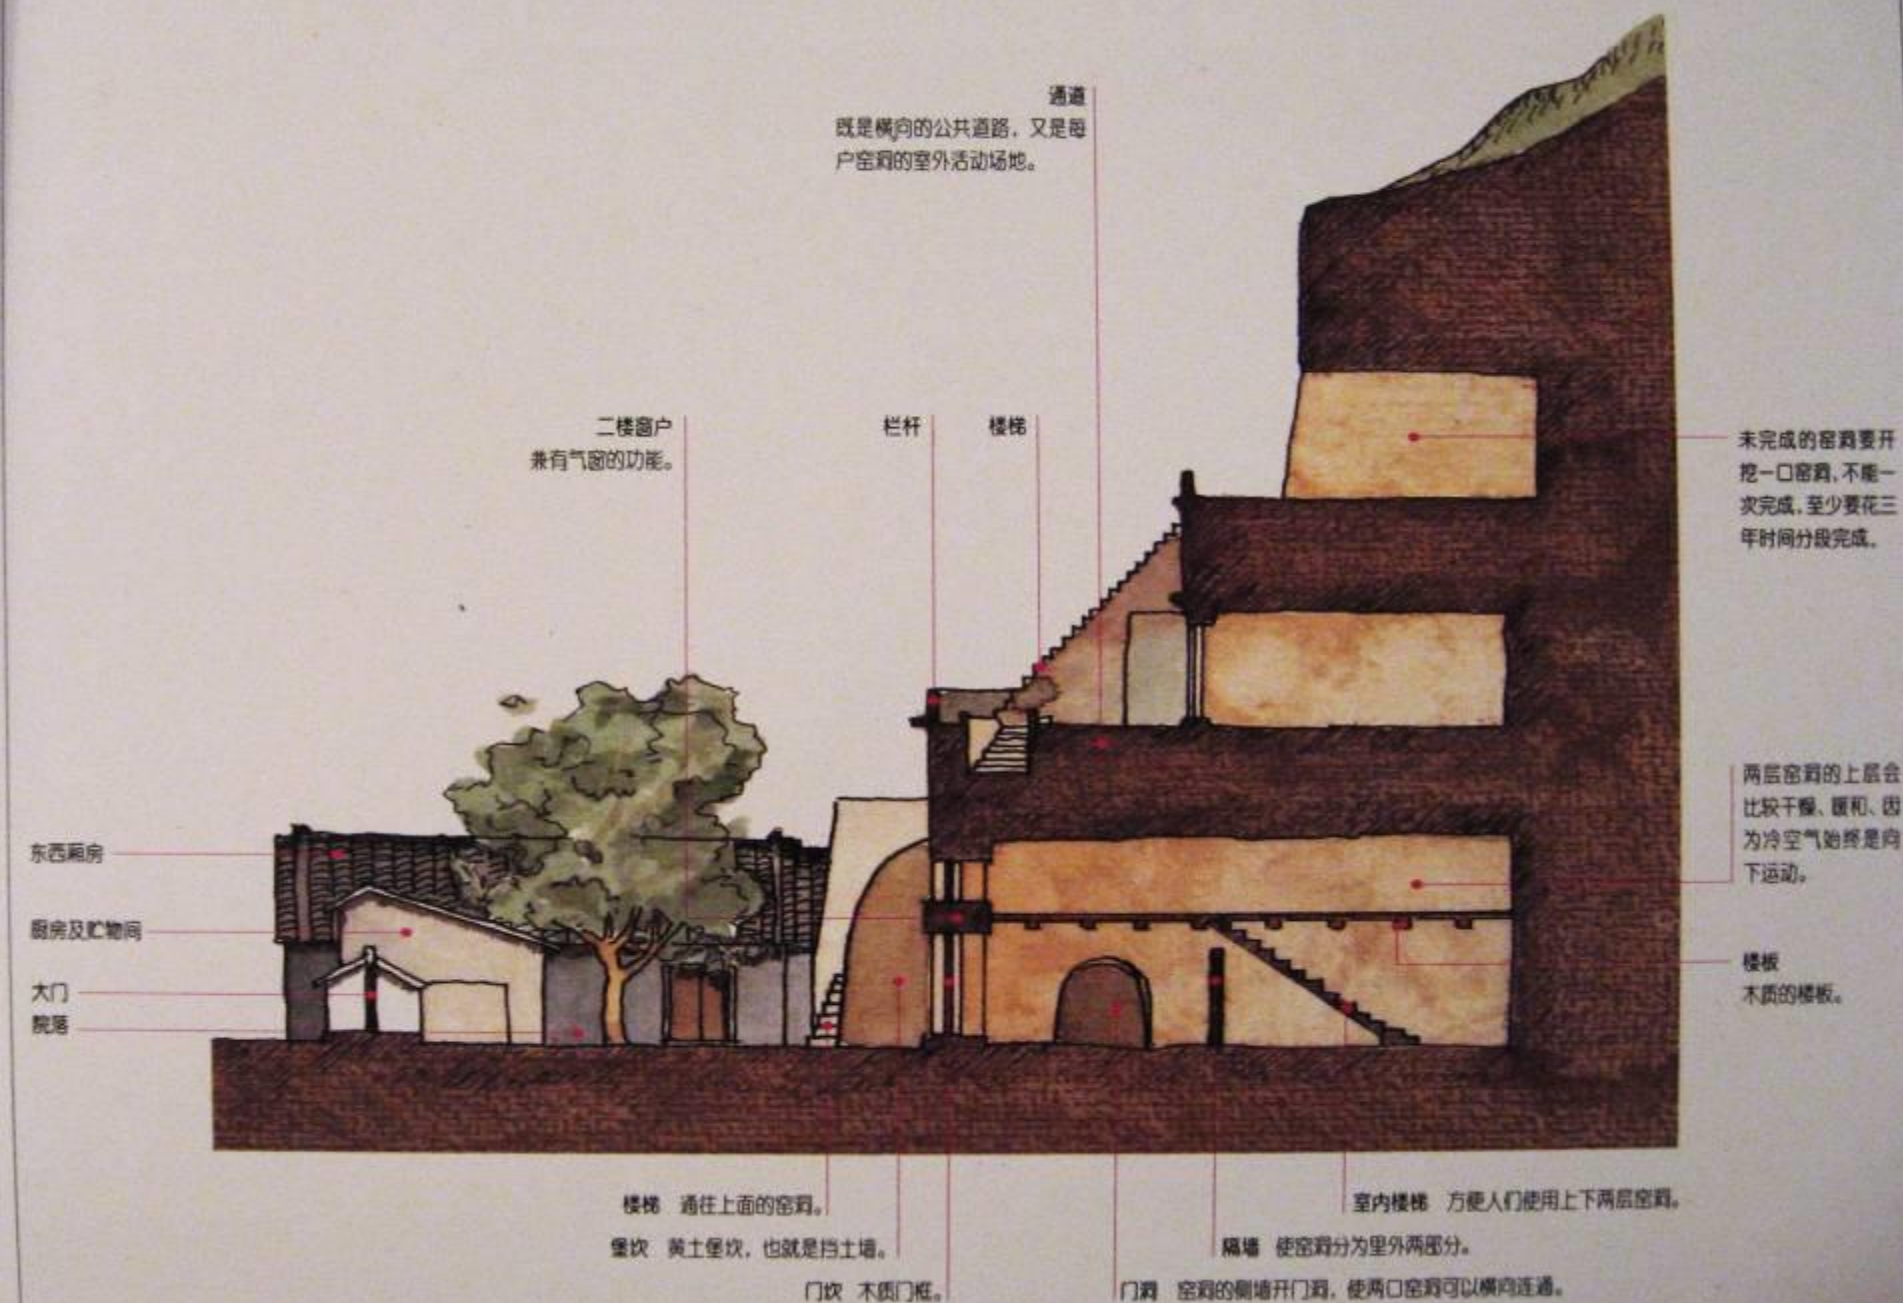 通道
既是横向的公共道路，又是每
户窑洞的室外活动场地。
二楼窗户
兼有气窗的功能。
栏杆
楼梯
未完成的窑洞要开
挖一口窑洞，不能一
次完成，至少要花三
年时间分段完成。
两层窑洞的上层会
比较干燥、暖和、因
为冷空气始终是向
下运动。
东西厢房
厨房及贮物间
大门
院落
楼板
木质的楼板。
楼梯 通往上面的窑洞。
堡坎 黄土堡坎，也就是挡土墙。
门坎 木质门框。
室内楼梯 方便人们使用上下两层窑洞。
隔墙 使窑洞分为里外两部分。
门洞 窑洞的侧墙开门洞，使两口窑洞可以横向连通。